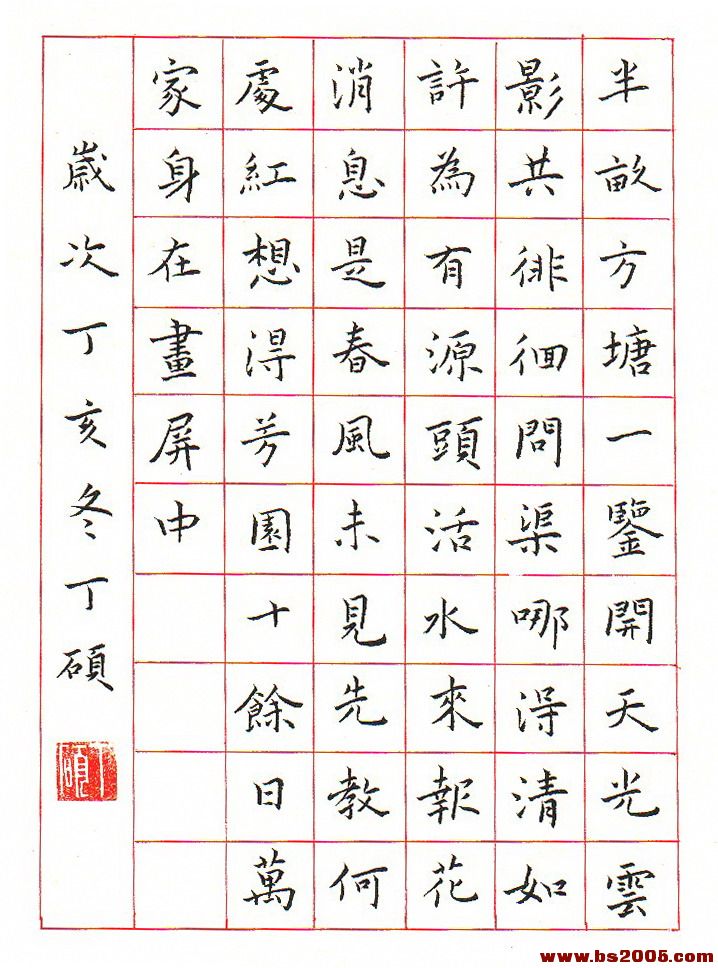 半畝方塘一鑒開天光雲
影共徘徊問渠哪得清如
許為有源頭活水來報花
消息是春風未見先教何
處紅想得芳園十餘日萬
家身在畫屏中
歲次丁亥冬丁碩
丁碩
www.bs2005.com